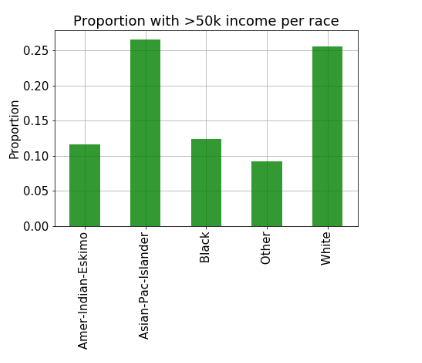 Proportion with >50k income per race
Proportion
0.25
0.20
0.15
0.10
0.05
0.00
Amer-Indian-Eskimo
Asian-Pac-Islander
Black
Other
White